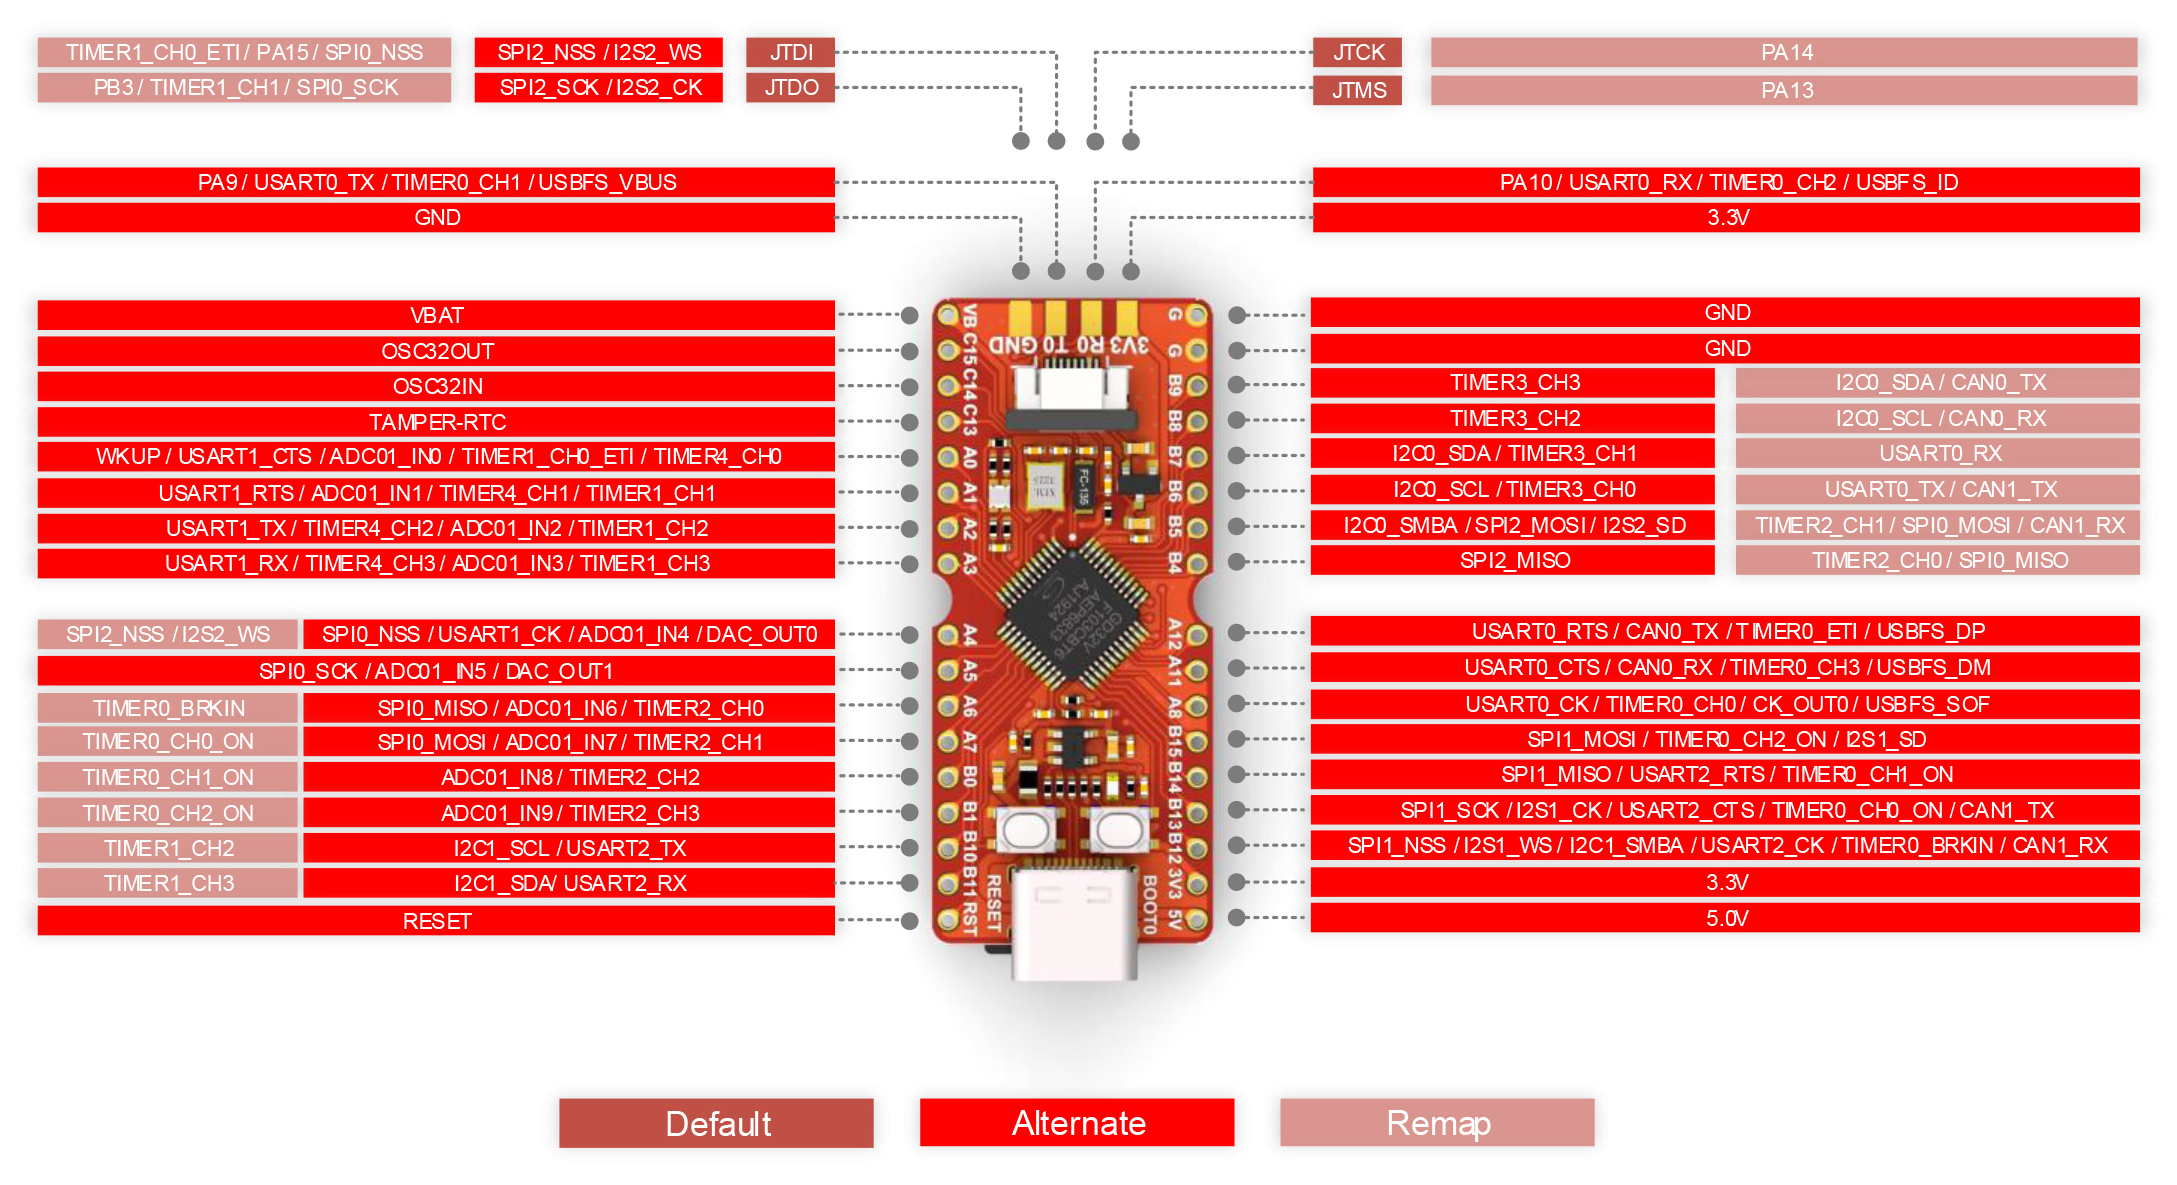 TIMER1_CH0_ETI / PA15 / SPI0_NSS SPI2_NSS / I2S2_WS JTDI
JTCK PA14
PB3 / TIMER1_CH1 / SPI0_SCK SPI2_SCK / I2S2_CK JTDO
JTMS PA13
PA9 / USART0_TX / TIMER0_CH1 / USBFS_VBUS
PA10 / USART0_RX / TIMER0_CH2 / USBFS_ID
GND
3.3V
VBAT
OSC32OUT
OSC32IN
TAMPER-RTC
WKUP / USART1_CTS / ADC01_IN0 / TIMER1_CH0_ETI / TIMER4_CH0
USART1_RTS / ADC01_IN1 / TIMER4_CH1 / TIMER1_CH1
USART1_TX / TIMER4_CH2 / ADC01_IN2 / TIMER1_CH2
USART1_RX / TIMER4_CH3 / ADC01_IN3 / TIMER1_CH3
SPI2_NSS / I2S2_WS SPI0_NSS / USART1_CK / ADC01_IN4 / DAC_OUT0
SPI0_SCK / ADC01_IN5 / DAC_OUT1
TIMER0_BRKIN SPI0_MISO / ADC01_IN6 / TIMER2_CH0
TIMER0_CH0_ON SPI0_MOSI / ADC01_IN7 / TIMER2_CH1
TIMER0_CH1_ON ADC01_IN8 / TIMER2_CH2
TIMER0_CH2_ON ADC01_IN9 / TIMER2_CH3
TIMER1_CH2 I2C1_SCL / USART2_TX
TIMER1_CH3 I2C1_SDA/ USART2_RX
RESET
VB C15 C14 C13 A0 A1 A2 A3
A4 A5 A6 A7 B0 B1 B10 B11 RST
3V3 R0 T0 GND
FC-135
GD32V
F103CBT6
AEP6633
AJ1924
RESET
BOOT0
G G B9 B8 B7 B6 B5 B4
A12 A11 A8 B15 B14 B13 B12 3V3 5V
GND
GND
TIMER3_CH3 I2C0_SDA / CAN0_TX
TIMER3_CH2 I2C0_SCL / CAN0_RX
I2C0_SDA / TIMER3_CH1 USART0_RX
I2C0_SCL / TIMER3_CH0 USART0_TX / CAN1_TX
I2C0_SMBA / SPI2_MOSI / I2S2_SD TIMER2_CH1 / SPI0_MOSI / CAN1_RX
SPI2_MISO TIMER2_CH0 / SPI0_MISO
USART0_RTS / CAN0_TX / TIMER0_ETI / USBFS_DP
USART0_CTS / CAN0_RX / TIMER0_CH3 / USBFS_DM
USART0_CK / TIMER0_CH0 / CK_OUT0 / USBFS_SOF
SPI1_MOSI / TIMER0_CH2_ON / I2S1_SD
SPI1_MISO / USART2_RTS / TIMER0_CH1_ON
SPI1_SCK / I2S1_CK / USART2_CTS / TIMER0_CH0_ON / CAN1_TX
SPI1_NSS / I2S1_WS / I2C1_SMBA / USART2_CK / TIMER0_BRKIN / CAN1_RX
3.3V
5.0V
Default
Alternate
Remap